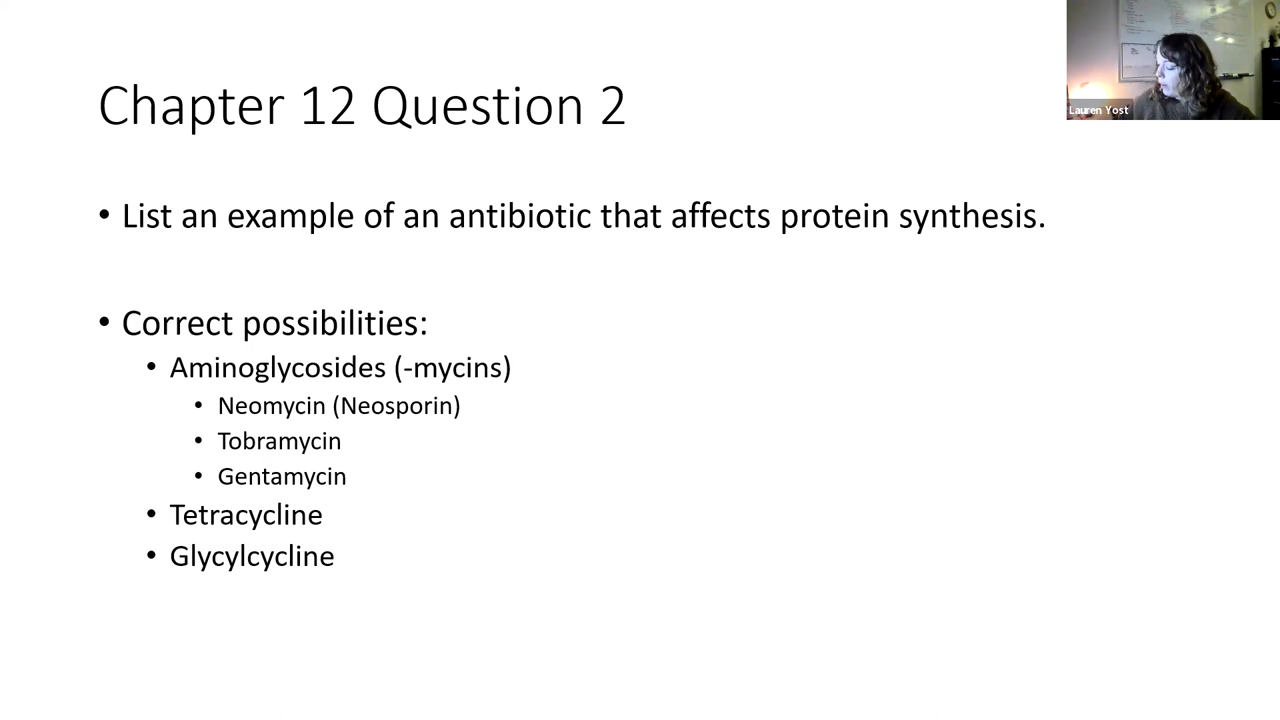 Chapter 12 Question 2
Lauren Yost
• List an example of an antibiotic that affects protein synthesis.
• Correct possibilities:
• Aminoglycosides (-mycins)
• Neomycin (Neosporin)
• Tobramycin
• Gentamycin
• Tetracycline
• Glycylcycline